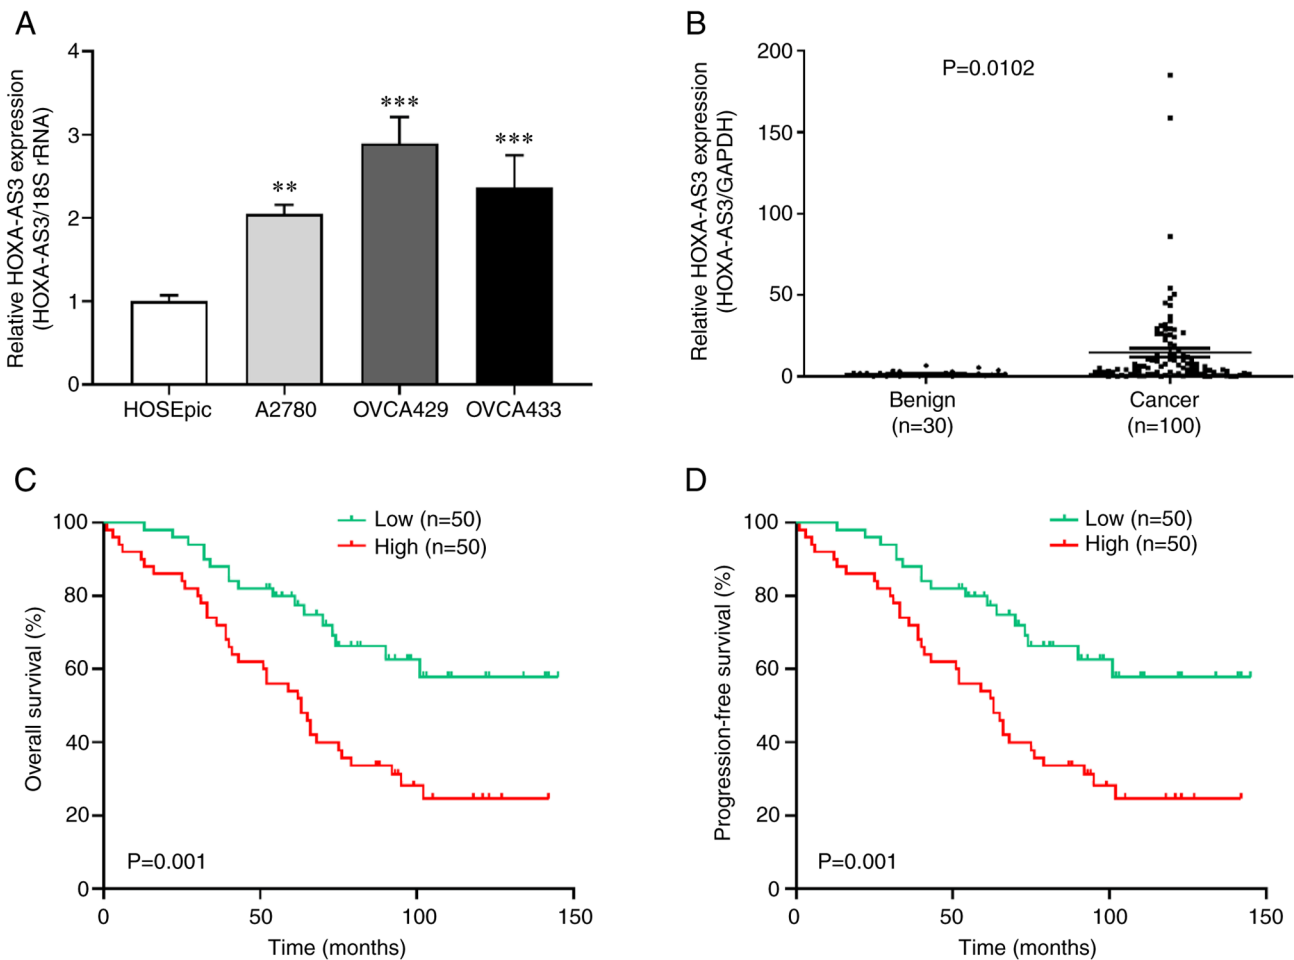 A
Relative HOXA-AS3 expression
(HOXA-AS3/18S rRNA)
4
3
2
1
0
**
***
***
HOSEpic
A2780
OVCA429
OVCA433
B
Relative HOXA-AS3 expression
(HOXA-AS3/GAPDH)
200
150
100
50
0
P=0.0102
Benign
(n=30)
Cancer
(n=100)
C
Overall survival (%)
100
80
60
40
20
0
Low (n=50)
High (n=50)
P=0.001
0
50
100
150
Time (months)
D
Progression-free survival (%)
100
80
60
40
20
0
Low (n=50)
High (n=50)
P=0.001
0
50
100
150
Time (months)